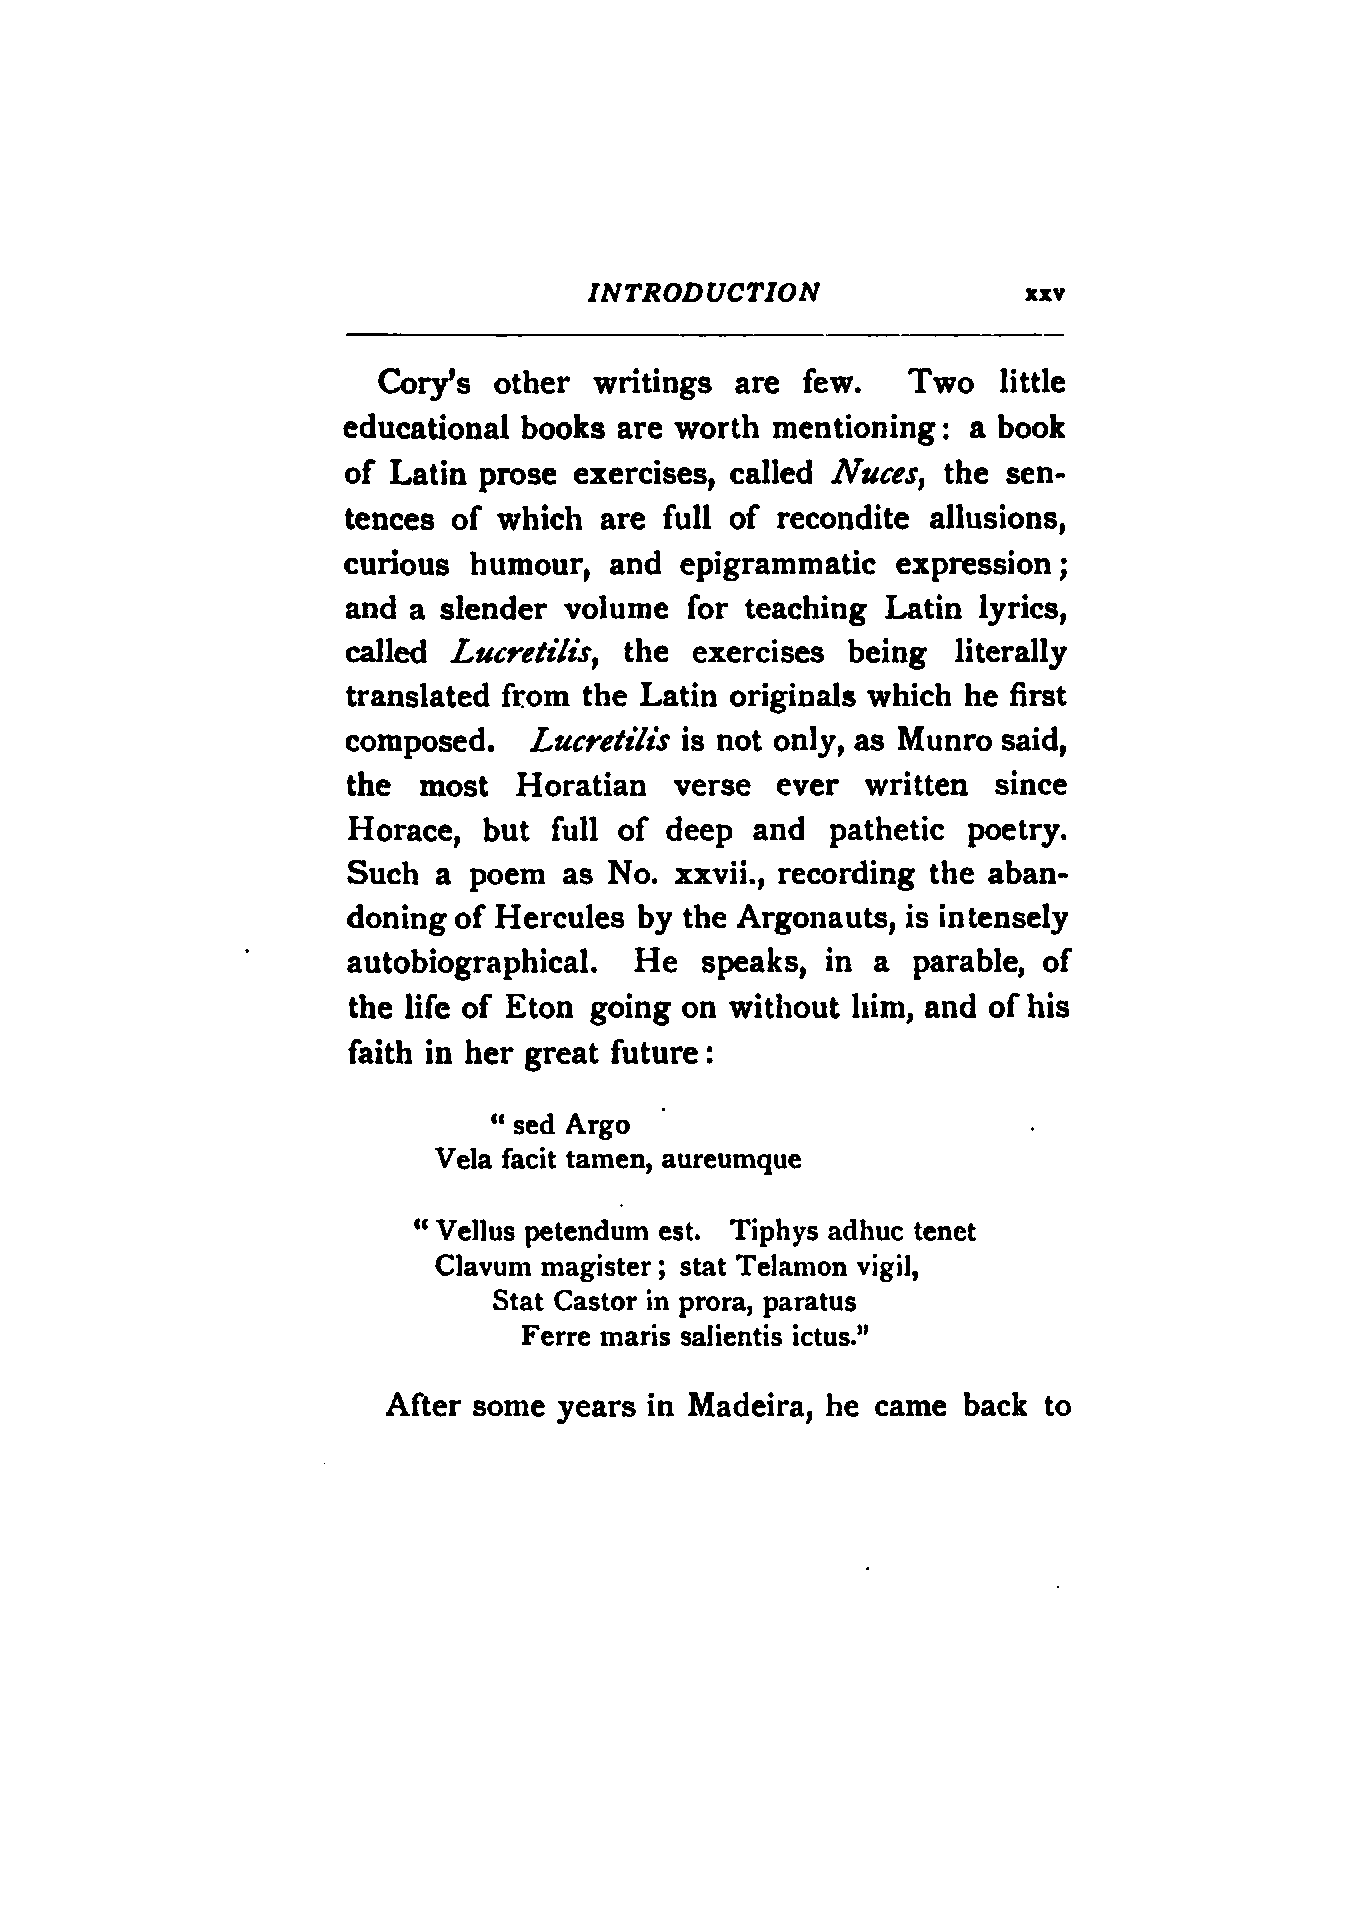 INTRODUCTION xxv
Cory's other writings are few. Two little
educational books are worth mentioning: a book
of Latin prose exercises, called Nuces, the sen-
tences of which are full of recondite allusions,
curious humour, and epigrammatic expression;
and a slender volume for teaching Latin lyrics,
called Lucretilis, the exercises being literally
translated from the Latin originals which he first
composed. Lucretilis is not only, as Munro said,
the most Horatian verse ever written since
Horace, but full of deep and pathetic poetry.
Such a poem as No. xxvii., recording the aban-
doning of Hercules by the Argonauts, is intensely
autobiographical. He speaks, in a parable, of
the life of Eton going on without him, and of his
faith in her great future:
“ sed Argo
Vela facit tamen, aureumque
“ Vellus petendum est. Tiphys adhuc tenet
Clavum magister; stat Telamon vigil,
Stat Castor in prora, paratus
Ferre maris salientis ictus.”
After some years in Madeira, he came back to